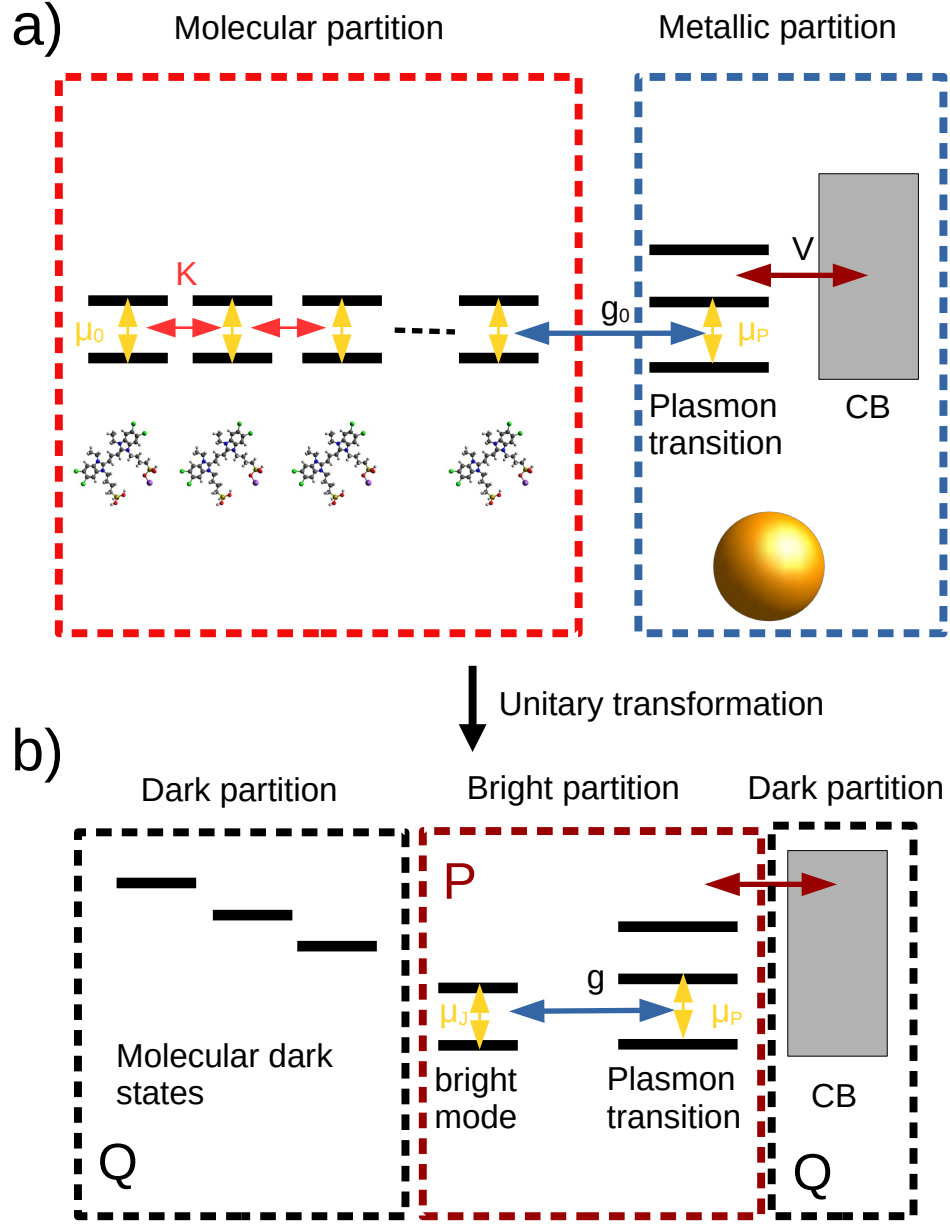 a)
Molecular partition
Metallic partition
K
μ0
g0
V
μP
Plasmon
transition
CB
Unitary transformation
b)
Dark partition
Bright partition
Dark partition
P
g
μJ
μP
Molecular dark
states
bright
mode
Plasmon
transition
CB
Q
Q